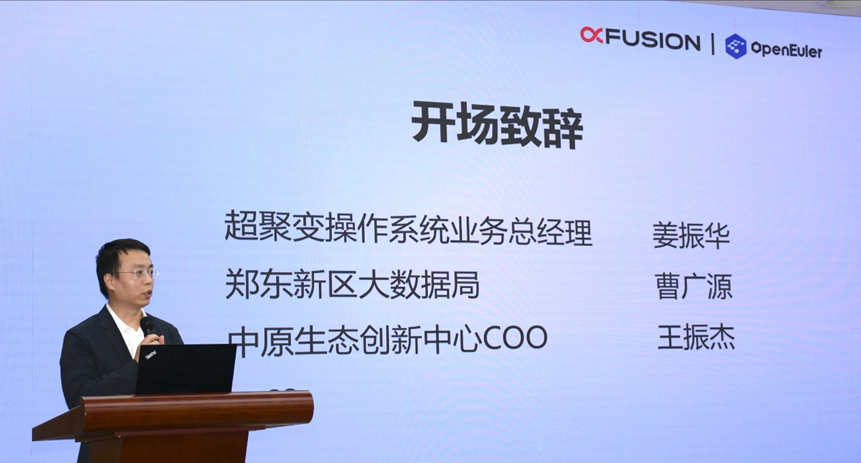 XFUSION | openEuler
开场致辞
超聚变操作系统业务总经理 姜振华
郑东新区大数据局 曹广源
中原生态创新中心COO 王振杰